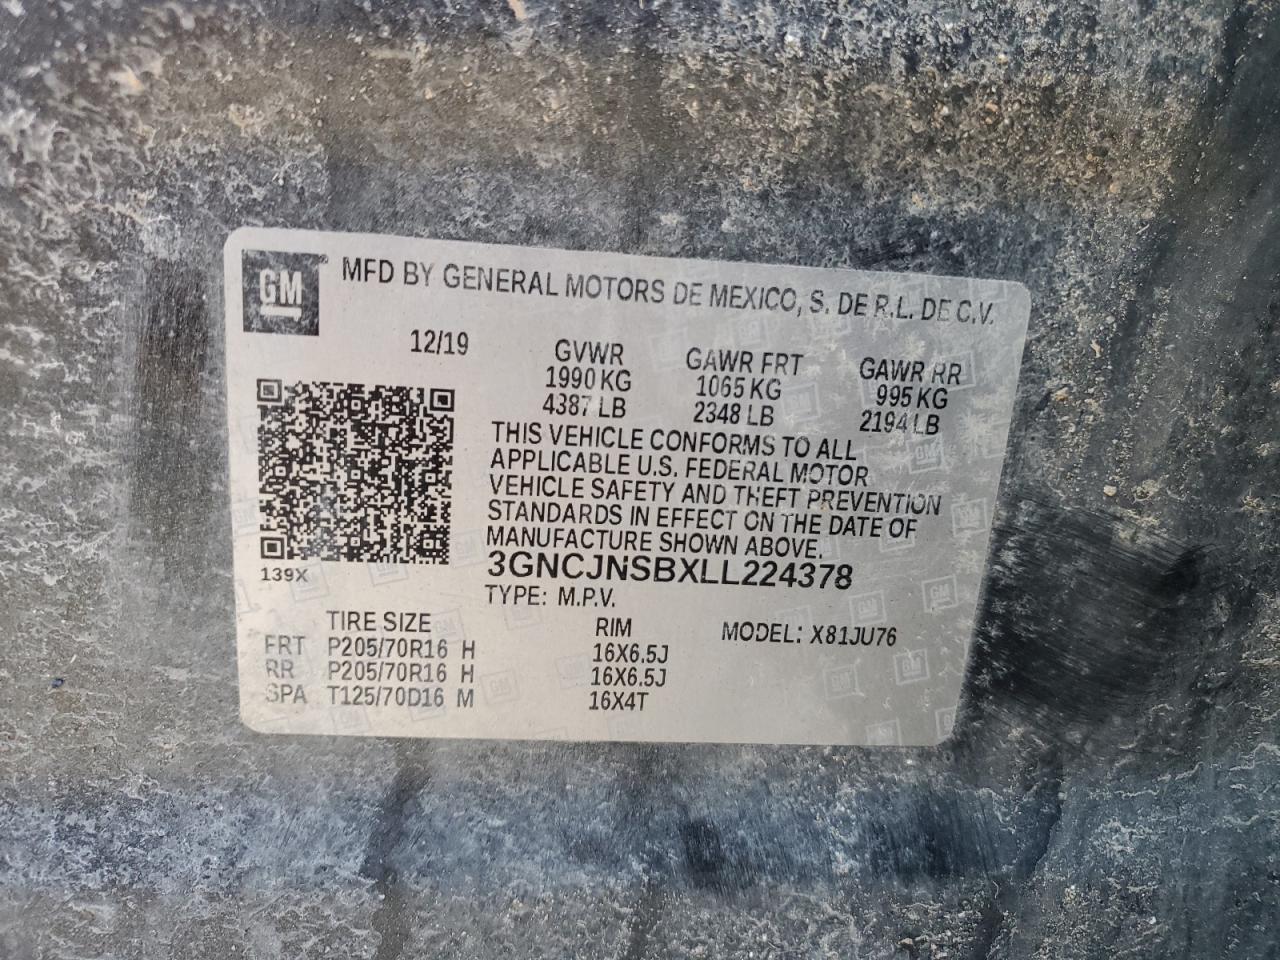 GM
MFD BY GENERAL MOTORS DE MEXICO, S. DE R.L. DE C.V.
12/19
GVWR GAWR FRT GAWR RR
1990 KG 1065 KG 995 KG
4387 LB 2348 LB 2194 LB
THIS VEHICLE CONFORMS TO ALL
APPLICABLE U.S. FEDERAL MOTOR
VEHICLE SAFETY AND THEFT PREVENTION
STANDARDS IN EFFECT ON THE DATE OF
MANUFACTURE SHOWN ABOVE.
139X
3GNCJNSBXLL224378
TYPE: M.P.V.
TIRE SIZE RIM MODEL: X81JU76
FRT P205/70R16 H 16X6.5J
RR P205/70R16 H 16X6.5J
SPA T125/70D16 M 16X4T